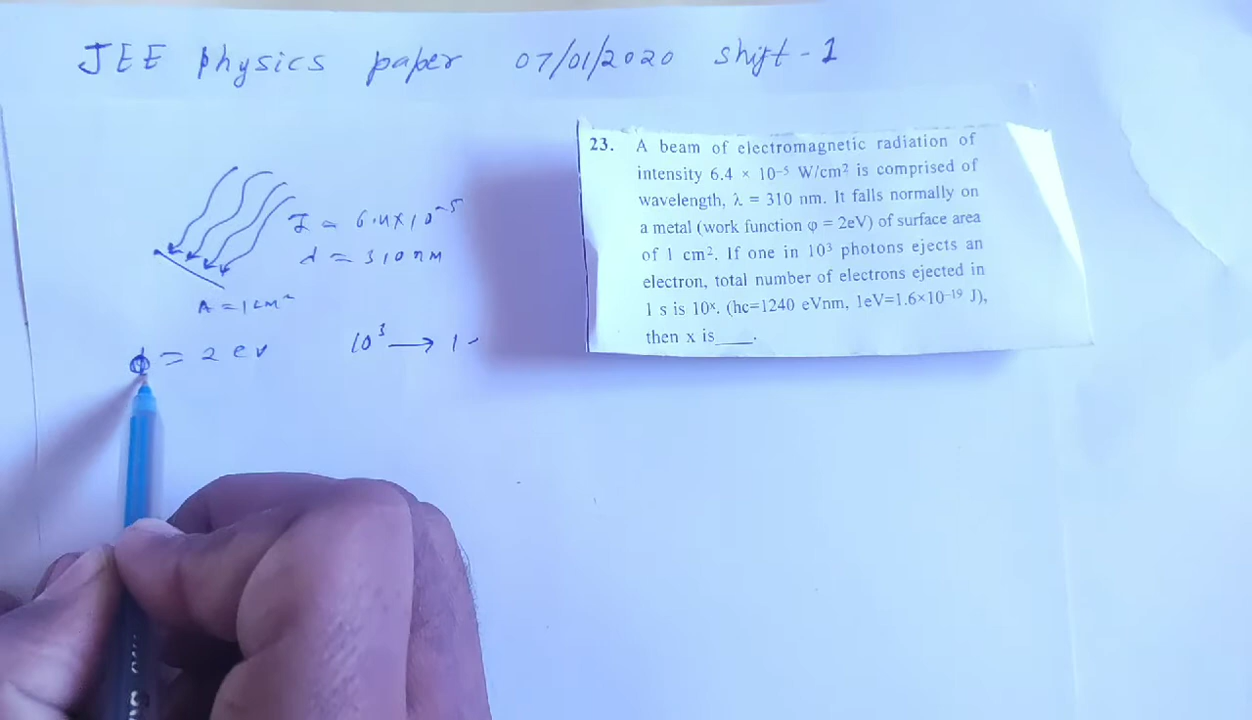 JEE physics paper 07/01/2020 shift-1
I = 6.4×10⁻⁵
λ = 310 nm
A = 1 cm²
ϕ = 2 ev
10³ → 1
23. A beam of electromagnetic radiation of
intensity 6.4 × 10⁻⁵ W/cm² is comprised of
wavelength, λ = 310 nm. It falls normally on
a metal (work function φ = 2eV) of surface area
of 1 cm². If one in 10³ photons ejects an
electron, total number of electrons ejected in
1 s is 10ˣ. (hc=1240 eVnm, 1eV=1.6×10⁻¹⁹ J),
then x is____.